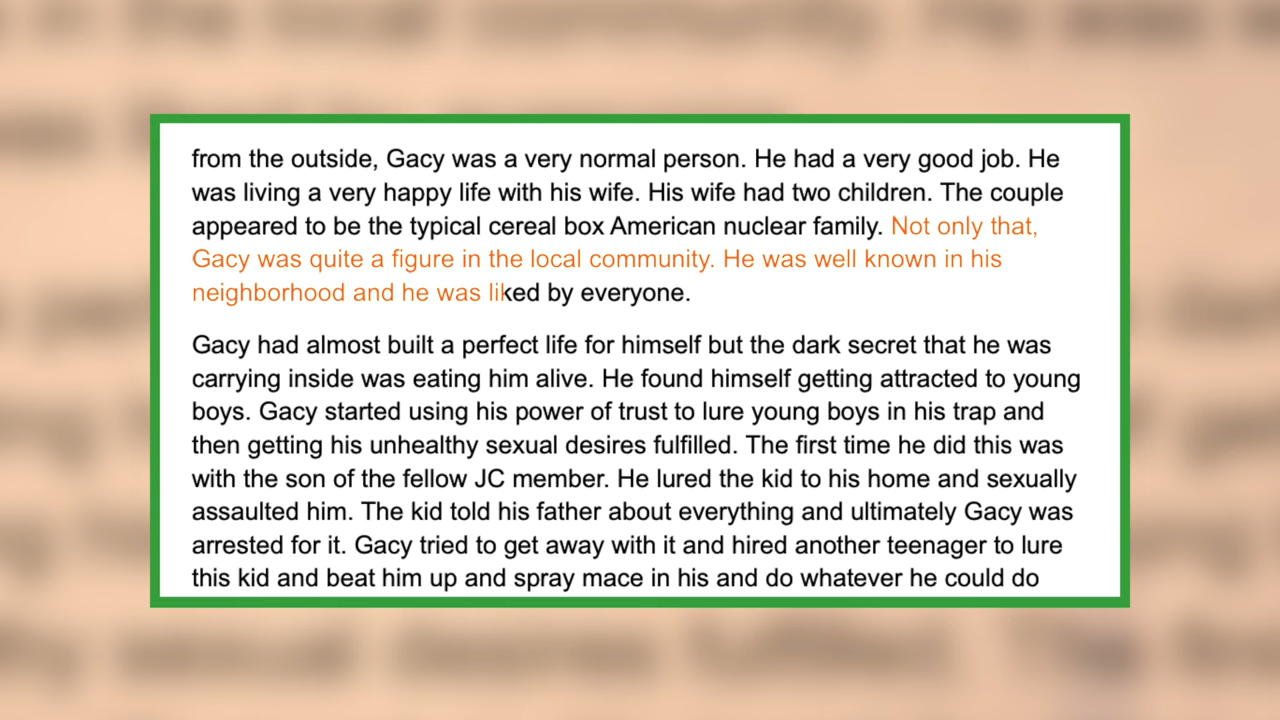 from the outside, Gacy was a very normal person. He had a very good job. He
was living a very happy life with his wife. His wife had two children. The couple
appeared to be the typical cereal box American nuclear family. Not only that,
Gacy was quite a figure in the local community. He was well known in his
neighborhood and he was liked by everyone.
Gacy had almost built a perfect life for himself but the dark secret that he was
carrying inside was eating him alive. He found himself getting attracted to young
boys. Gacy started using his power of trust to lure young boys in his trap and
then getting his unhealthy sexual desires fulfilled. The first time he did this was
with the son of the fellow JC member. He lured the kid to his home and sexually
assaulted him. The kid told his father about everything and ultimately Gacy was
arrested for it. Gacy tried to get away with it and hired another teenager to lure
this kid and beat him up and spray mace in his and do whatever he could do